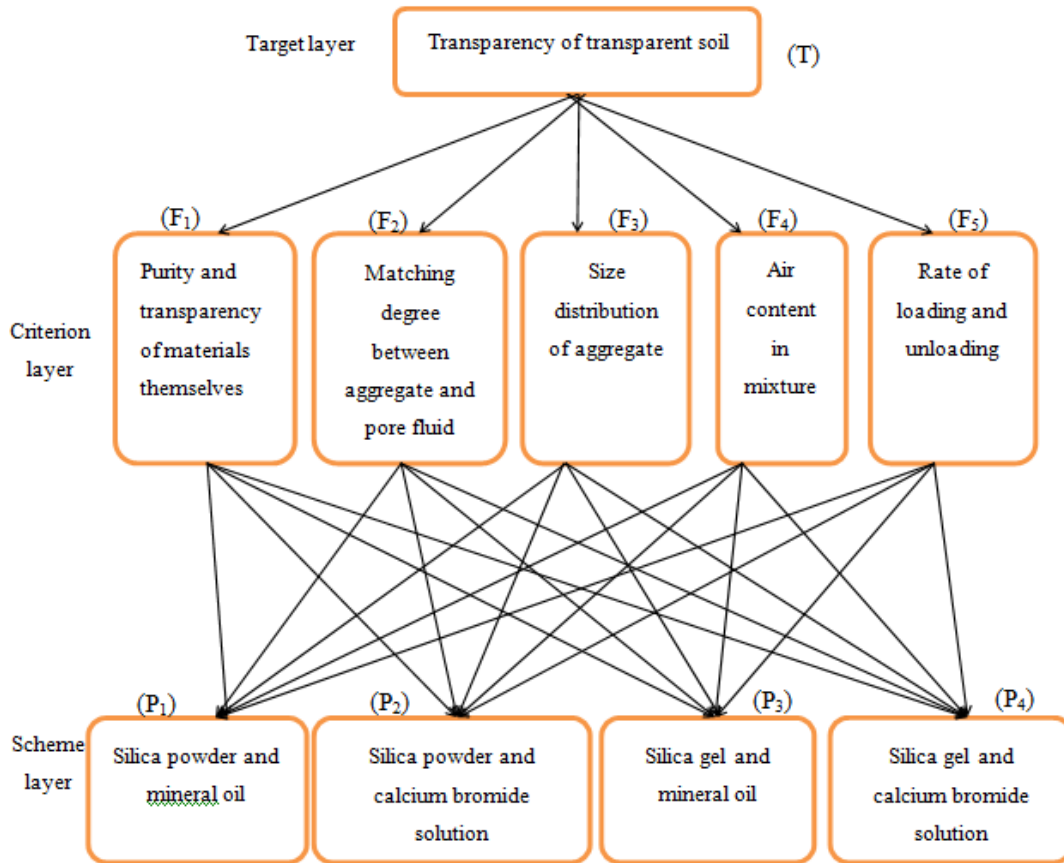 Target layer
Transparency of transparent soil
(T)
(F₁)
(F₂)
(F₃)
(F₄)
(F₅)
Criterion
layer
Purity and
transparency
of materials
themselves
Matching
degree
between
aggregate and
pore fluid
Size
distribution
of aggregate
Air
content
in
mixture
Rate of
loading and
unloading
(P₁)
(P₂)
(P₃)
(P₄)
Scheme
layer
Silica powder and
mineral oil
Silica powder and
calcium bromide
solution
Silica gel and
mineral oil
Silica gel and
calcium bromide
solution